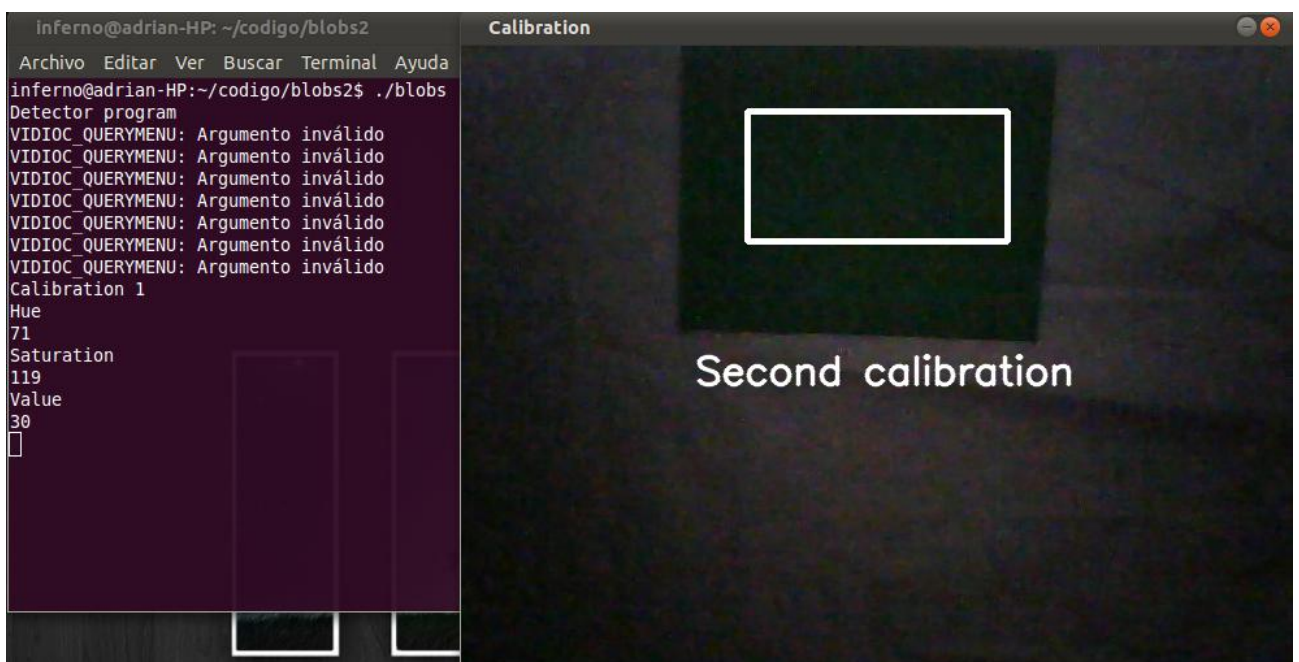 inferno@adrian-HP: ~/codigo/blobs2
Archivo Editar Ver Buscar Terminal Ayuda
inferno@adrian-HP:~/codigo/blobs2$ ./blobs
Detector program
VIDIOC_QUERYMENU: Argumento inválido
VIDIOC_QUERYMENU: Argumento inválido
VIDIOC_QUERYMENU: Argumento inválido
VIDIOC_QUERYMENU: Argumento inválido
VIDIOC_QUERYMENU: Argumento inválido
VIDIOC_QUERYMENU: Argumento inválido
VIDIOC_QUERYMENU: Argumento inválido
Calibration 1
Hue
71
Saturation
119
Value
30
Calibration
Second calibration